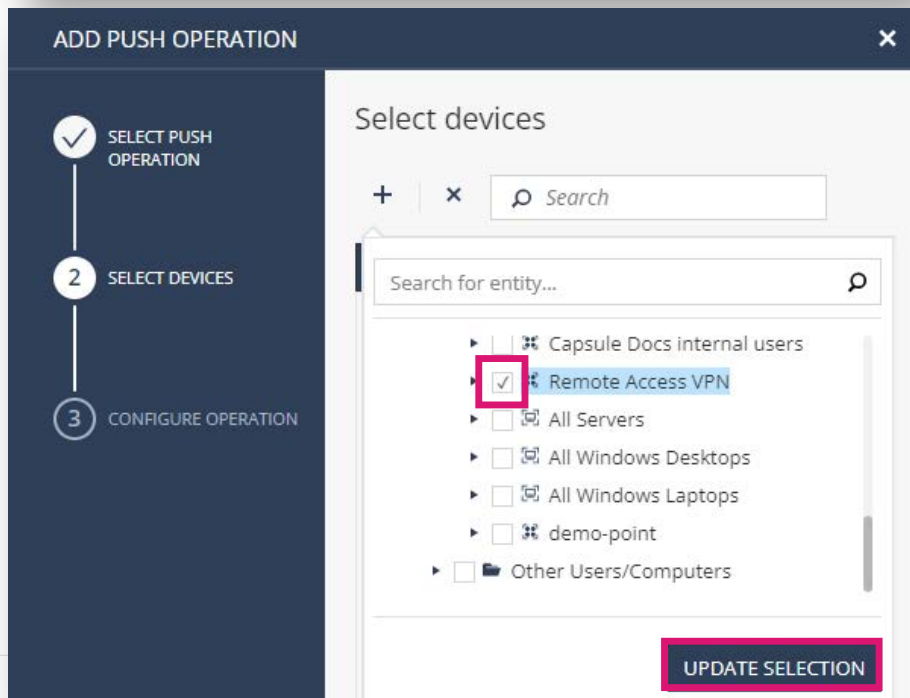 ADD PUSH OPERATION
SELECT PUSH
OPERATION
2
SELECT DEVICES
3
CONFIGURE OPERATION
Select devices
Search
Search for entity...
Capsule Docs internal users
Remote Access VPN
All Servers
All Windows Desktops
All Windows Laptops
demo-point
Other Users/Computers
UPDATE SELECTION